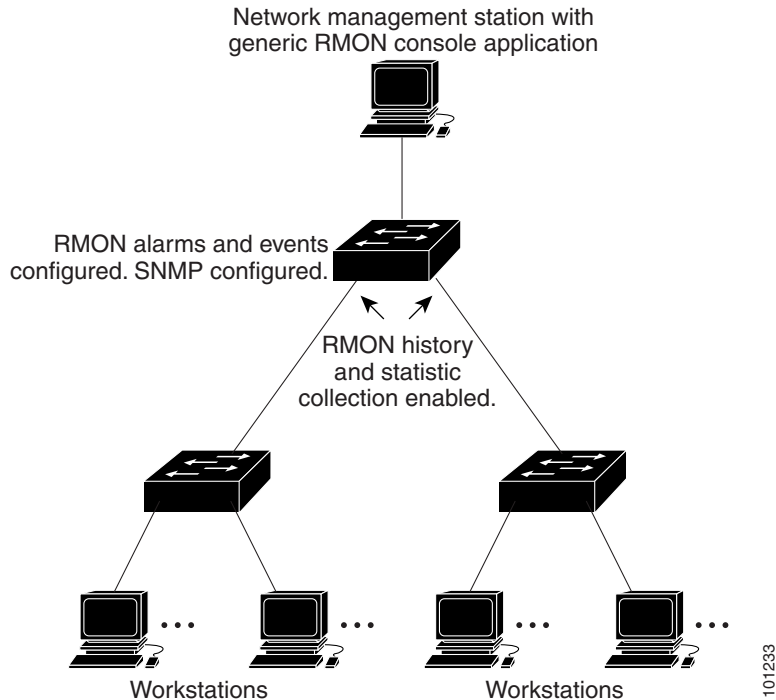 Network management station with
generic RMON console application
RMON alarms and events
configured. SNMP configured.
RMON history
and statistic
collection enabled.
Workstations
Workstations
101233